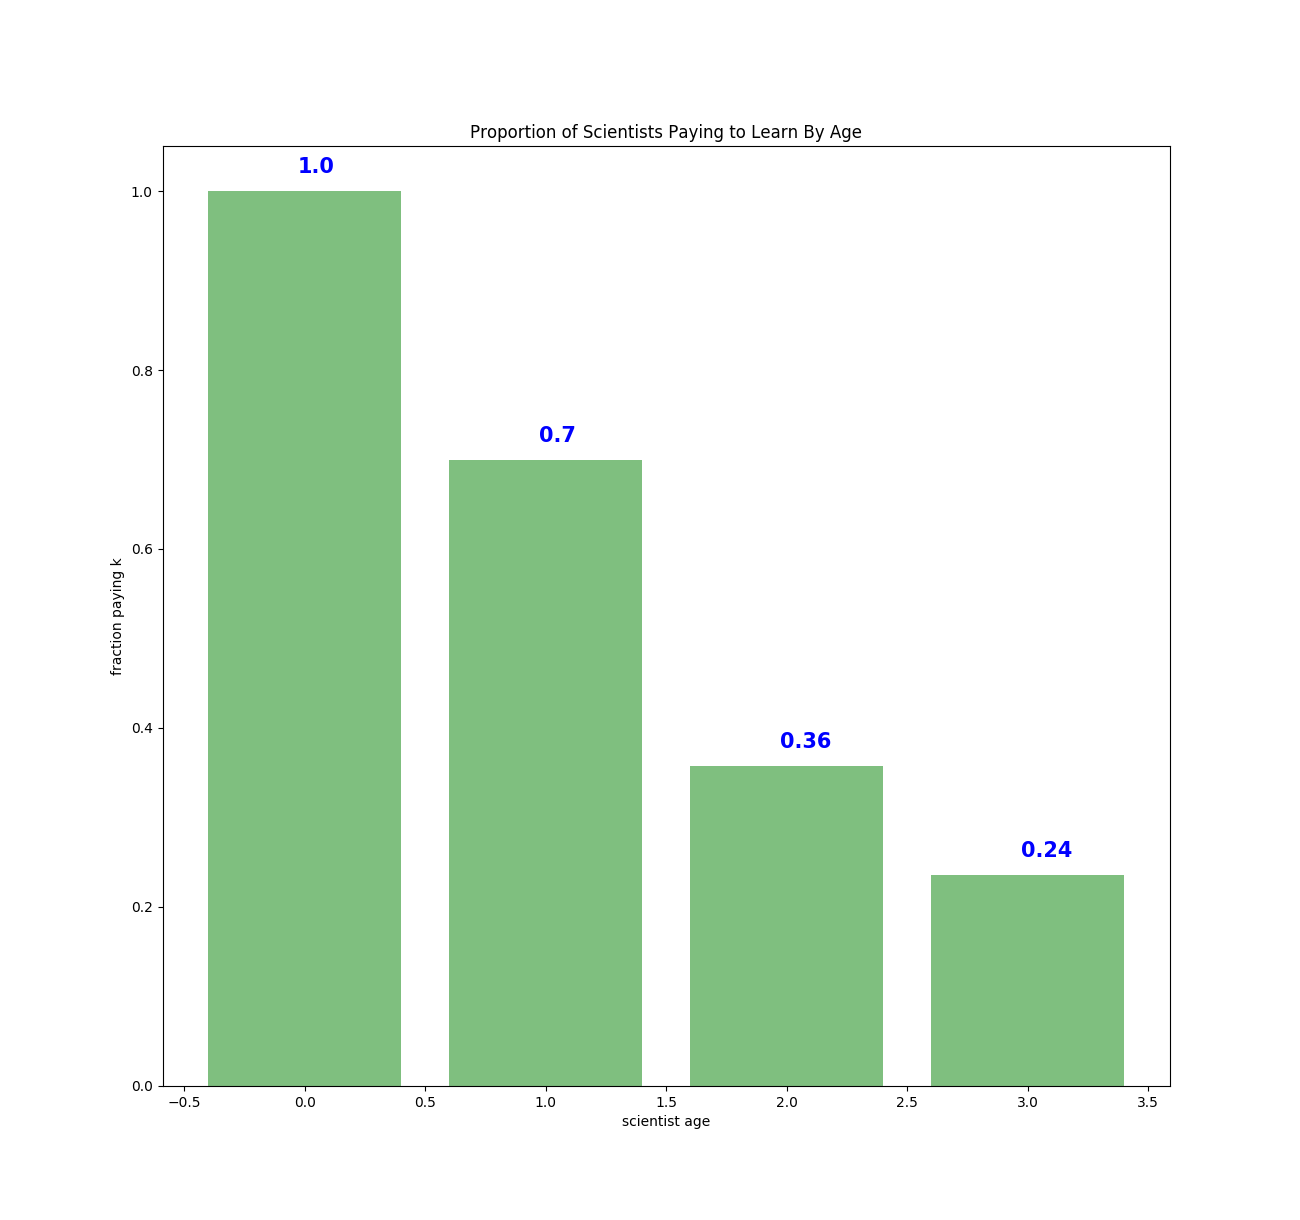 Proportion of Scientists Paying to Learn By Age
1.0
0.7
0.36
0.24
1.0
0.8
0.6
0.4
0.2
0.0
fraction paying k
−0.5 0.0 0.5 1.0 1.5 2.0 2.5 3.0 3.5
scientist age